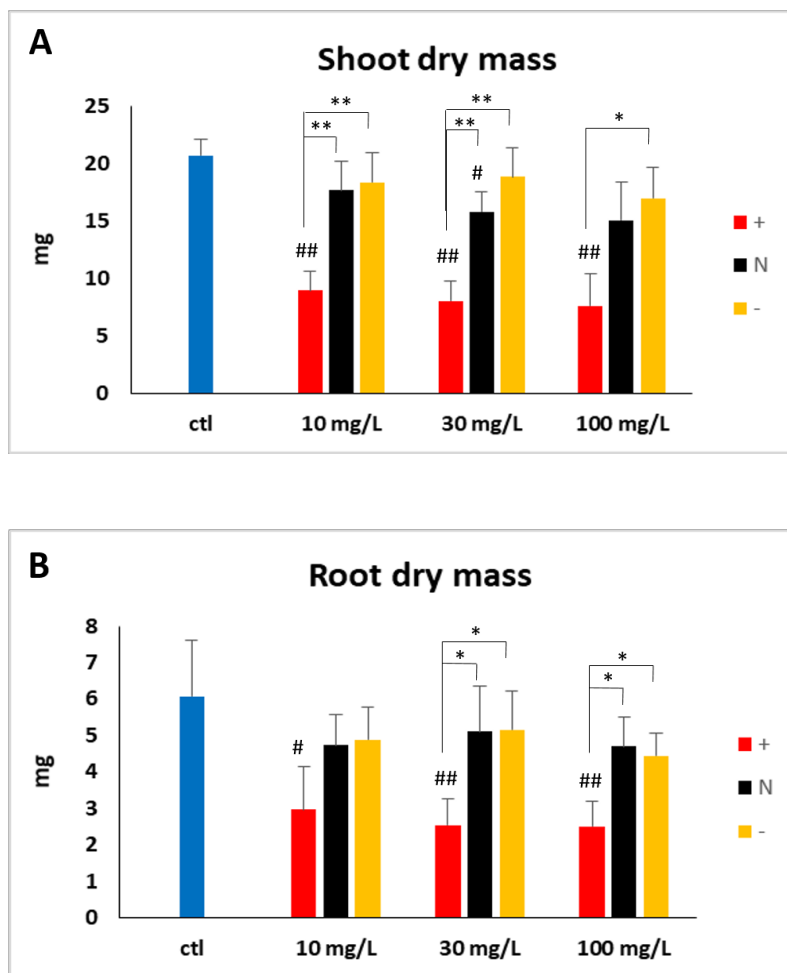 A
Shoot dry mass
25
20
15
10
5
0
mg
** ** ** ** *
## ## # ##
ctl 10 mg/L 30 mg/L 100 mg/L
+
N
-
B
Root dry mass
8
7
6
5
4
3
2
1
0
mg
* * * *
# ## ##
ctl 10 mg/L 30 mg/L 100 mg/L
+
N
-